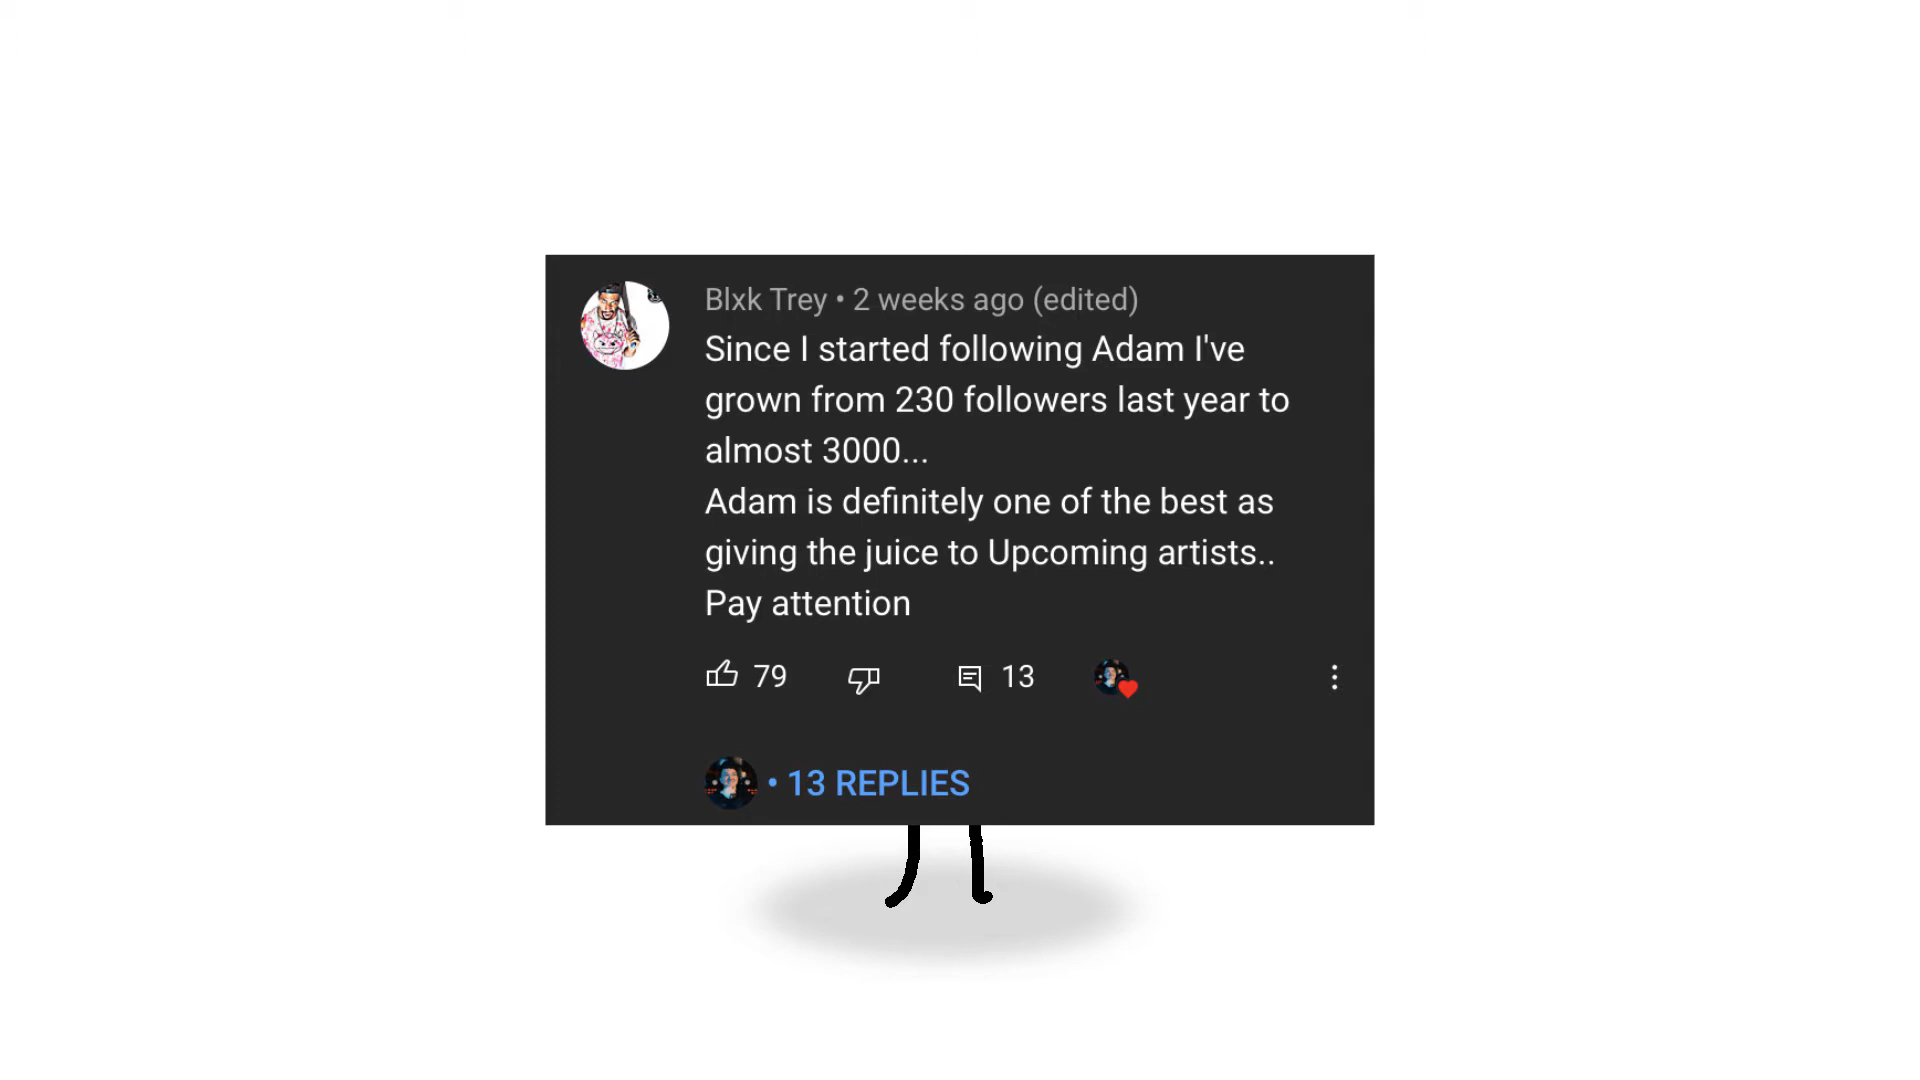 Blxk Trey • 2 weeks ago (edited)
Since I started following Adam I've
grown from 230 followers last year to
almost 3000...
Adam is definitely one of the best as
giving the juice to Upcoming artists..
Pay attention
79 13
• 13 REPLIES